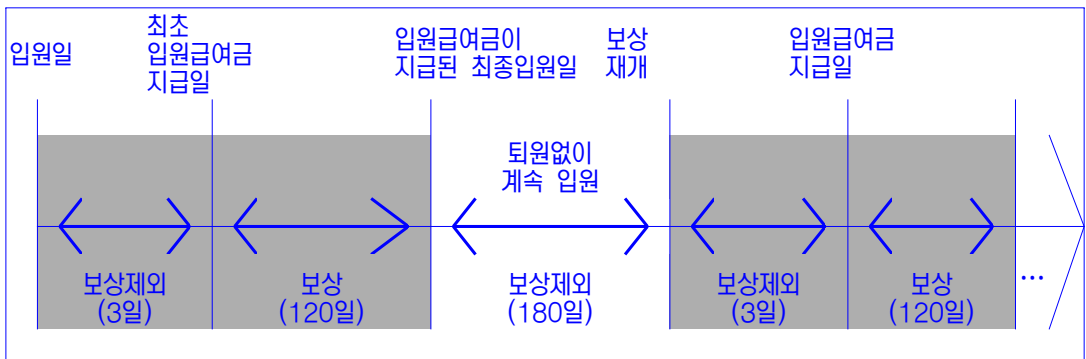 입원일
최초
입원급여금
지급일
입원급여금이
지급된 최종입원일
보상
재개
입원급여금
지급일
퇴원없이
계속 입원
보상제외
(3일)
보상
(120일)
보상제외
(180일)
보상제외
(3일)
보상
(120일)
...